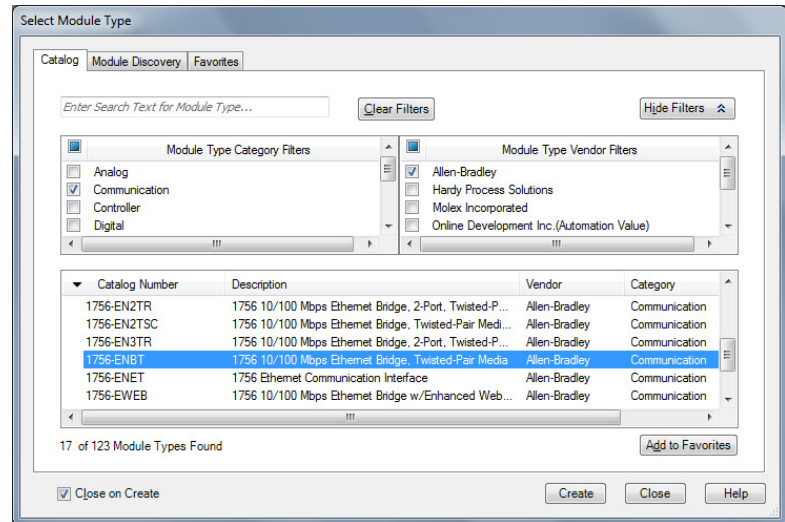 Select Module Type
Catalog Module Discovery Favorites
Enter Search Text for Module Type... Clear Filters Hide Filters
Module Type Category Filters Module Type Vendor Filters
Analog Allen-Bradley
Communication Hardy Process Solutions
Controller Molex Incorporated
Digital Online Development Inc.(Automation Value)
Catalog Number Description Vendor Category
1756-EN2TR 1756 10/100 Mbps Ethernet Bridge, 2-Port, Twisted-P... Allen-Bradley Communication
1756-EN2TSC 1756 10/100 Mbps Ethernet Bridge, Twisted-Pair Medi... Allen-Bradley Communication
1756-EN3TR 1756 10/100 Mbps Ethernet Bridge, 2-Port, Twisted-P... Allen-Bradley Communication
1756-ENBT 1756 10/100 Mbps Ethernet Bridge, Twisted-Pair Media Allen-Bradley Communication
1756-ENET 1756 Ethernet Communication Interface Allen-Bradley Communication
1756-EWEB 1756 10/100 Mbps Ethernet Bridge w/Enhanced Web... Allen-Bradley Communication
17 of 123 Module Types Found Add to Favorites
Close on Create Create Close Help